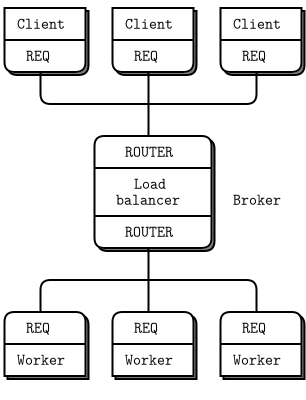 Client Client Client
REQ REQ REQ
ROUTER
Load
balancer
Broker
ROUTER
REQ REQ REQ
Worker Worker Worker